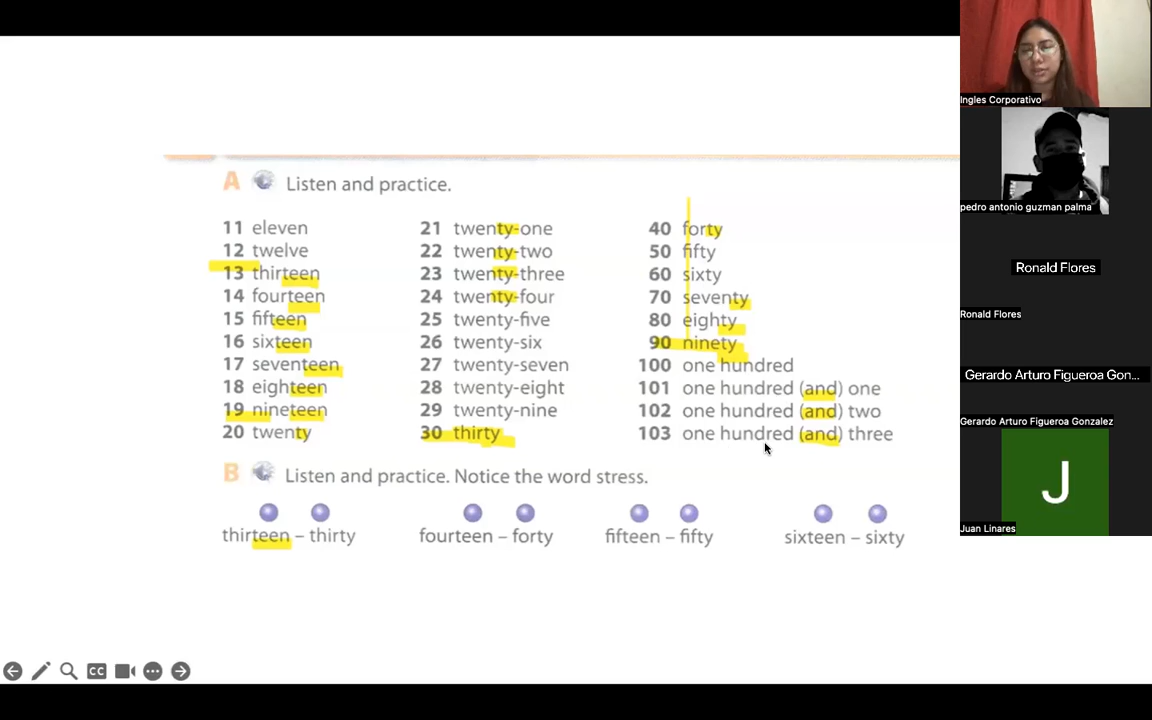 A Listen and practice.
11 eleven
12 twelve
13 thirteen
14 fourteen
15 fifteen
16 sixteen
17 seventeen
18 eighteen
19 nineteen
20 twenty
21 twenty-one
22 twenty-two
23 twenty-three
24 twenty-four
25 twenty-five
26 twenty-six
27 twenty-seven
28 twenty-eight
29 twenty-nine
30 thirty
40 forty
50 fifty
60 sixty
70 seventy
80 eighty
90 ninety
100 one hundred
101 one hundred (and) one
102 one hundred (and) two
103 one hundred (and) three
B Listen and practice. Notice the word stress.
thirteen – thirty
fourteen – forty
fifteen – fifty
sixteen – sixty
CC
Ingles Corporativo
pedro antonio guzman palma
Ronald Flores
Ronald Flores
Gerardo Arturo Figueroa Gon...
Gerardo Arturo Figueroa Gonzalez
J
Juan Linares